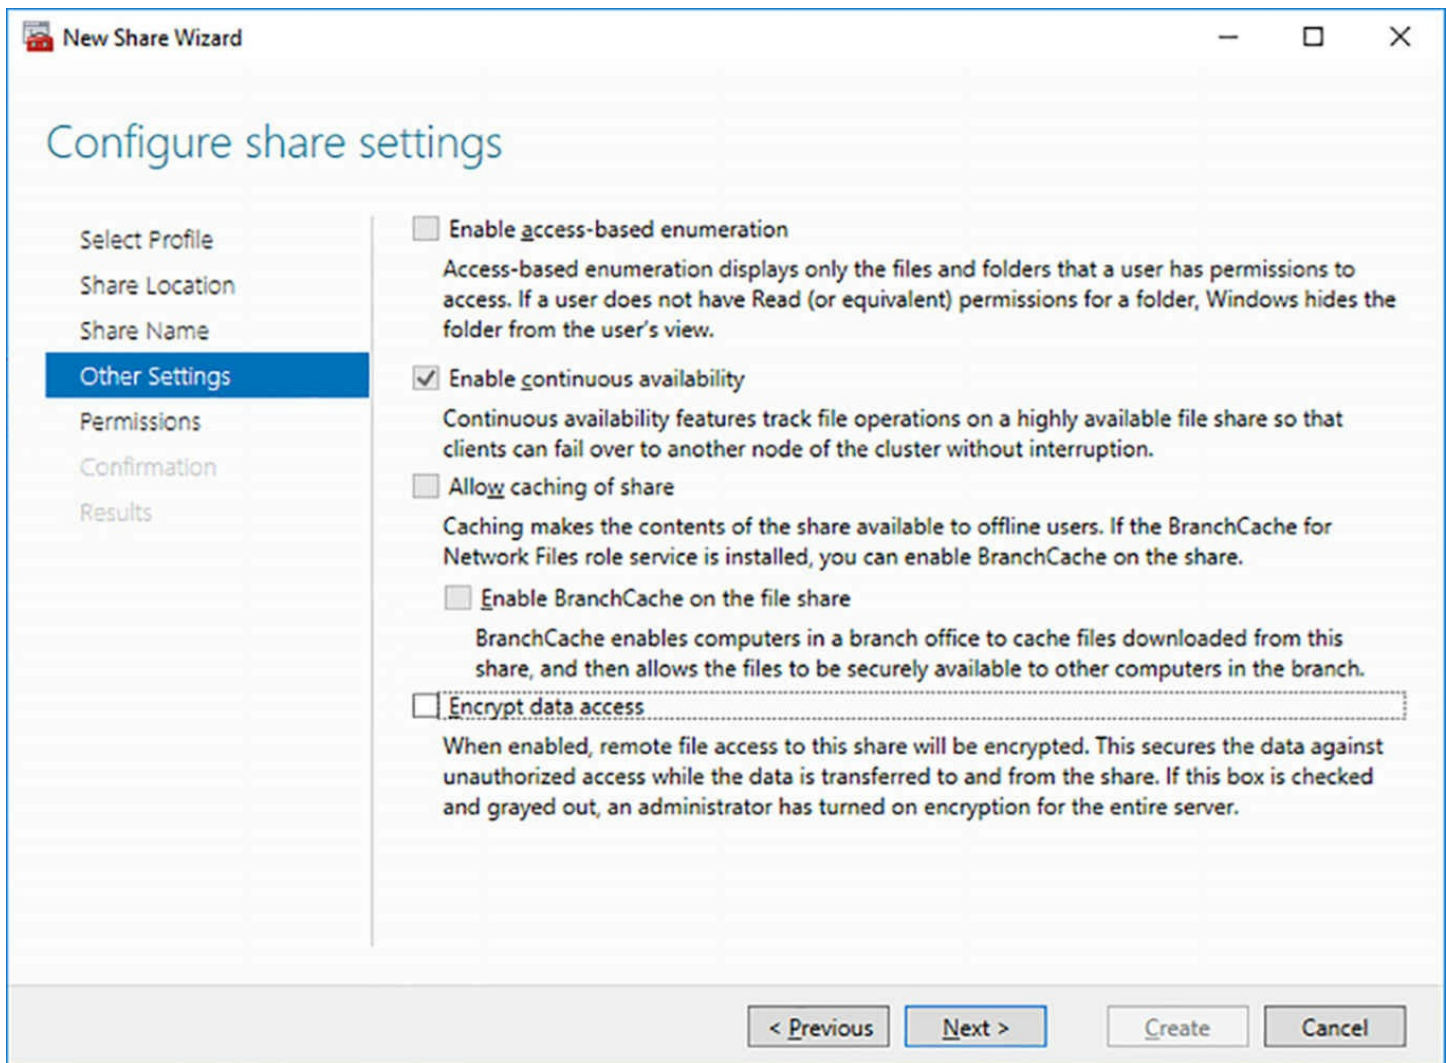 New Share Wizard
Configure share settings
Select Profile
Share Location
Share Name
Other Settings
Permissions
Confirmation
Results
Enable access-based enumeration
Access-based enumeration displays only the files and folders that a user has permissions to
access. If a user does not have Read (or equivalent) permissions for a folder, Windows hides the
folder from the user's view.
Enable continuous availability
Continuous availability features track file operations on a highly available file share so that
clients can fail over to another node of the cluster without interruption.
Allow caching of share
Caching makes the contents of the share available to offline users. If the BranchCache for
Network Files role service is installed, you can enable BranchCache on the share.
Enable BranchCache on the file share
BranchCache enables computers in a branch office to cache files downloaded from this
share, and then allows the files to be securely available to other computers in the branch.
Encrypt data access
When enabled, remote file access to this share will be encrypted. This secures the data against
unauthorized access while the data is transferred to and from the share. If this box is checked
and grayed out, an administrator has turned on encryption for the entire server.
< Previous
Next >
Create
Cancel